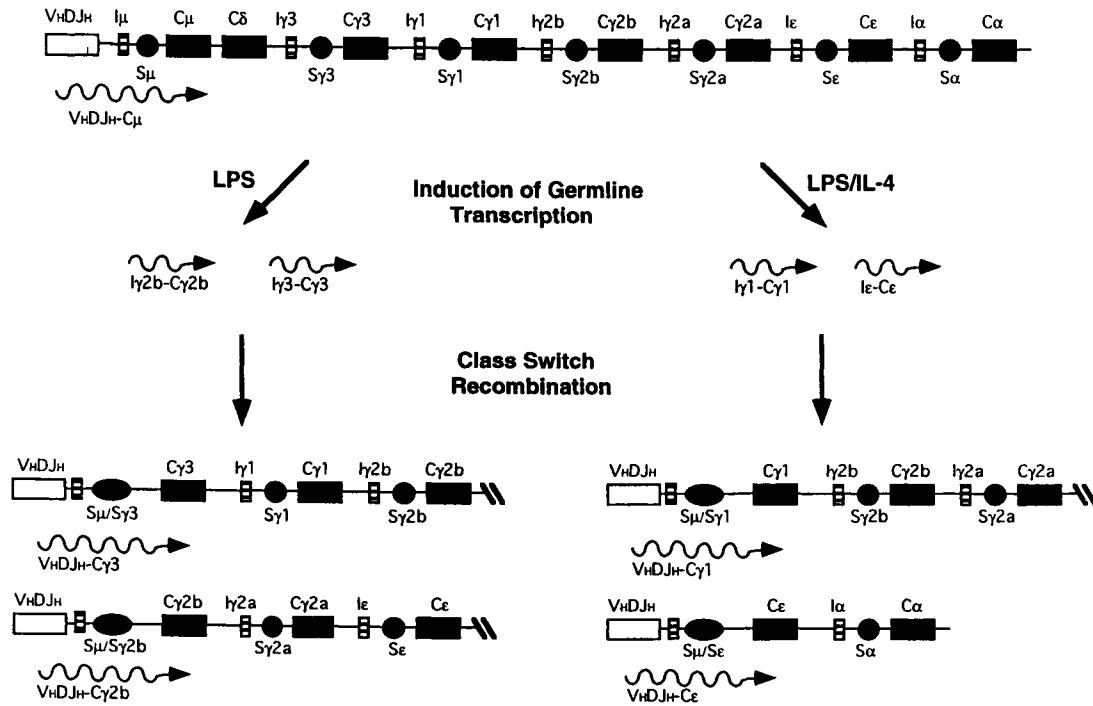 VHDJH Iμ Cμ Cδ Iγ3 Cγ3 Iγ1 Cγ1 Iγ2b Cγ2b Iγ2a Cγ2a Iε Cε Iα Cα
Sμ Sγ3 Sγ1 Sγ2b Sγ2a Sε Sα
VHDJH-Cμ
LPS
LPS/IL-4
Induction of Germline
Transcription
Iγ2b-Cγ2b Iγ3-Cγ3
Iγ1-Cγ1 Iε-Cε
Class Switch
Recombination
VHDJH Cγ3 Iγ1 Cγ1 Iγ2b Cγ2b
Sμ/Sγ3 Sγ1 Sγ2b
VHDJH-Cγ3
VHDJH Cγ2b Iγ2a Cγ2a Iε Cε
Sμ/Sγ2b Sγ2a Sε
VHDJH-Cγ2b
VHDJH Cγ1 Iγ2b Cγ2b Iγ2a Cγ2a
Sμ/Sγ1 Sγ2b Sγ2a
VHDJH-Cγ1
VHDJH Cε Iα Cα
Sμ/Sε Sα
VHDJH-Cε